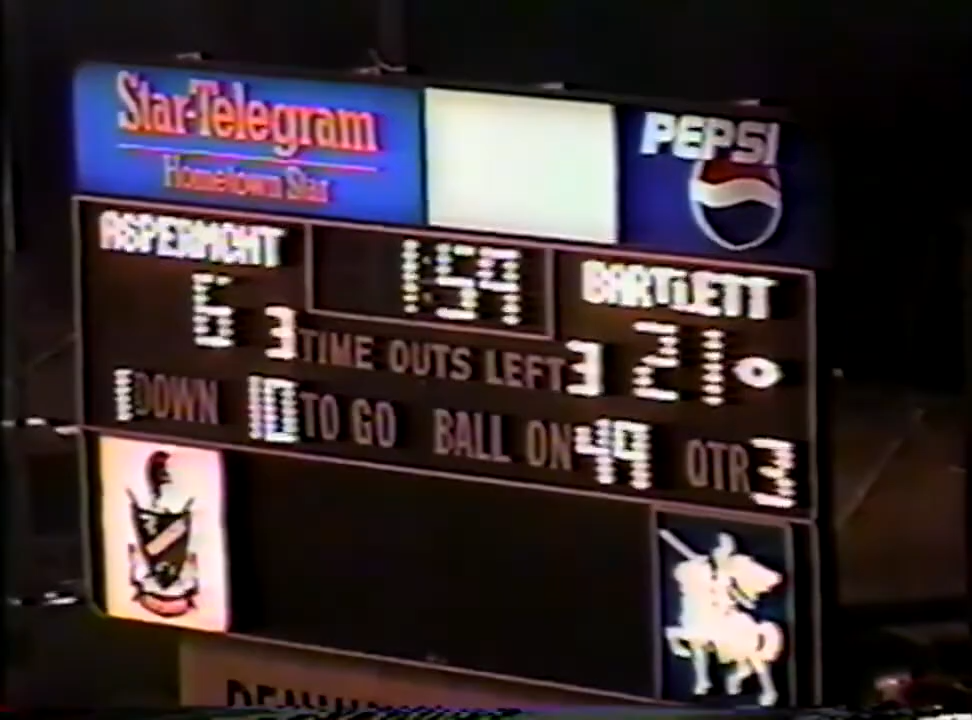 Star-Telegram
Hometown Star
PEPSI
ASPERMONT 1:59 BARTLETT
6 3 TIME OUTS LEFT 3 21
1 DOWN 10 TO GO BALL ON 49 QTR 3